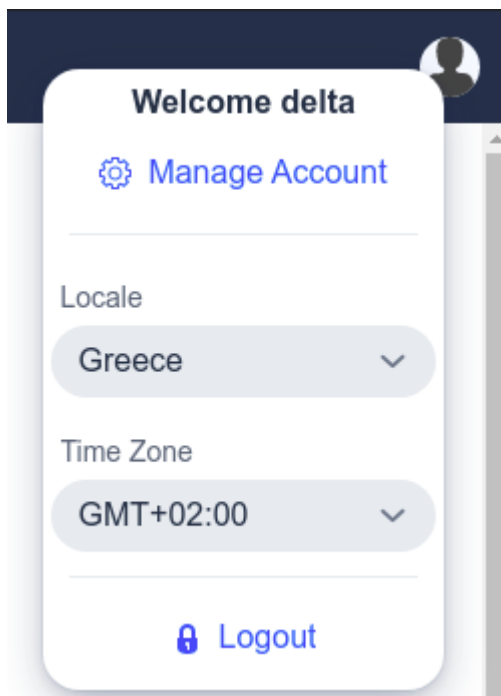 Welcome delta
Manage Account
Locale
Greece
Time Zone
GMT+02:00
Logout